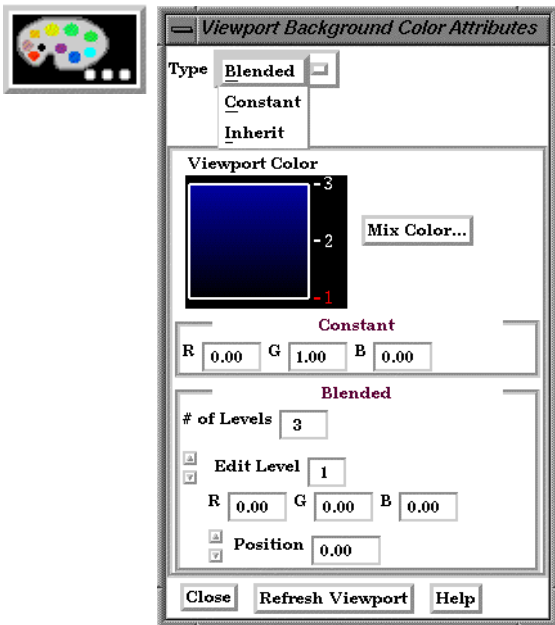 Viewport Background Color Attributes
Type Blended
Constant
Inherit
Viewport Color
-3
-2
-1
Mix Color...
Constant
R 0.00 G 1.00 B 0.00
Blended
# of Levels 3
Edit Level 1
R 0.00 G 0.00 B 0.00
Position 0.00
Close Refresh Viewport Help